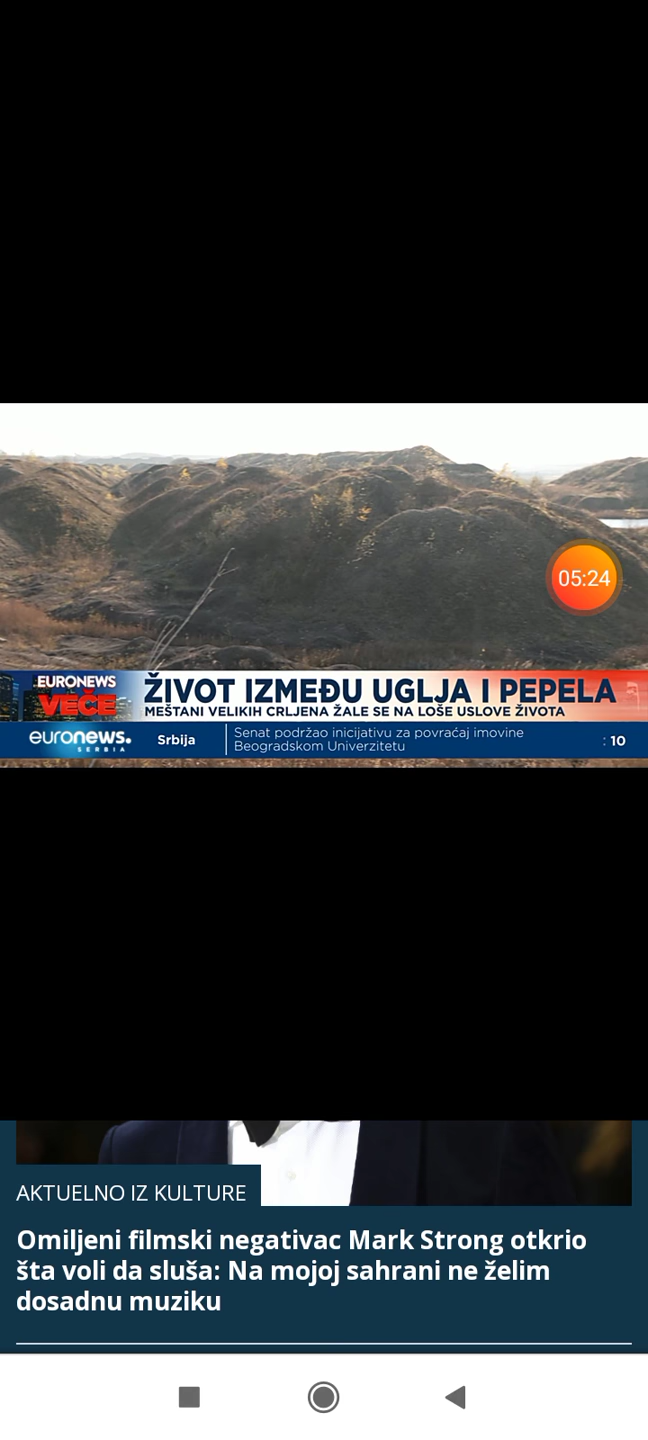 05:24
EURONEWS
VEČE
ŽIVOT IZMEĐU UGLJA I PEPELA
MEŠTANI VELIKIH CRLJENA ŽALE SE NA LOŠE USLOVE ŽIVOTA
euronews.
SERBIA
Srbija
Senat podržao inicijativu za povraćaj imovine
Beogradskom Univerzitetu
: 10
AKTUELNO IZ KULTURE
Omiljeni filmski negativac Mark Strong otkrio
šta voli da sluša: Na mojoj sahrani ne želim
dosadnu muziku